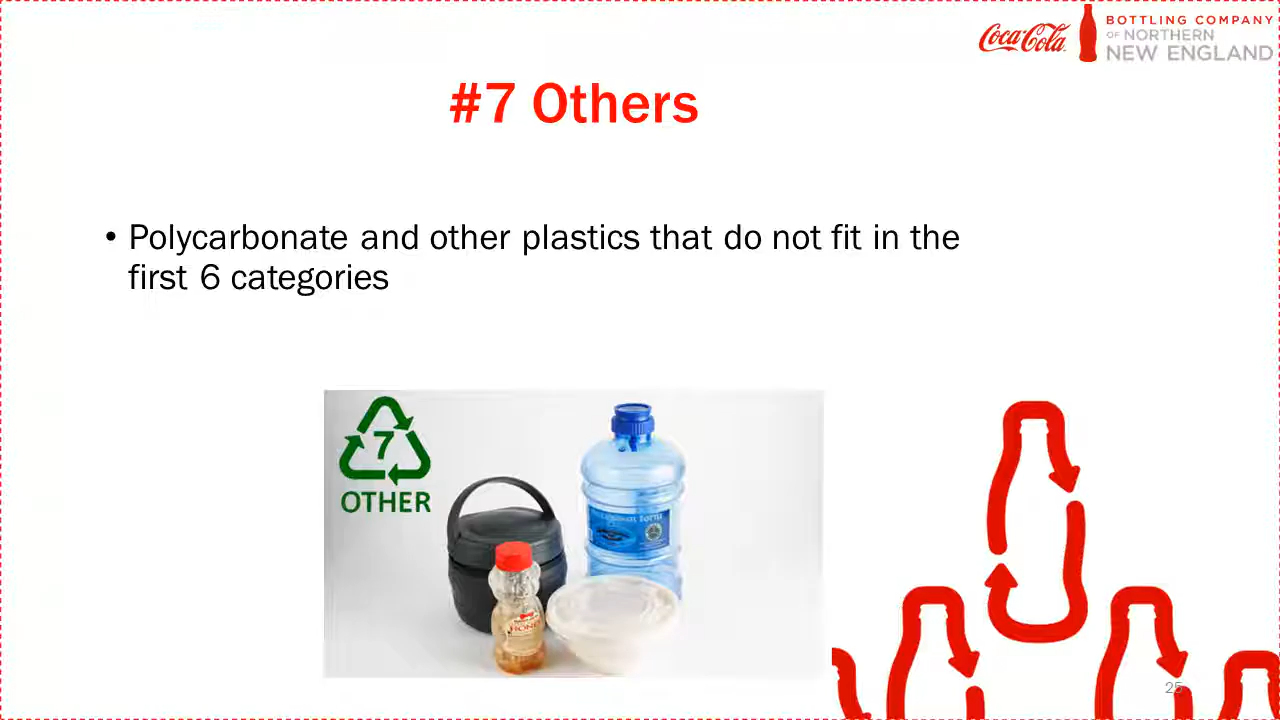 Coca-Cola
BOTTLING COMPANY
OF NORTHERN
NEW ENGLAND
#7 Others
• Polycarbonate and other plastics that do not fit in the
first 6 categories
7
OTHER
HONEY
25